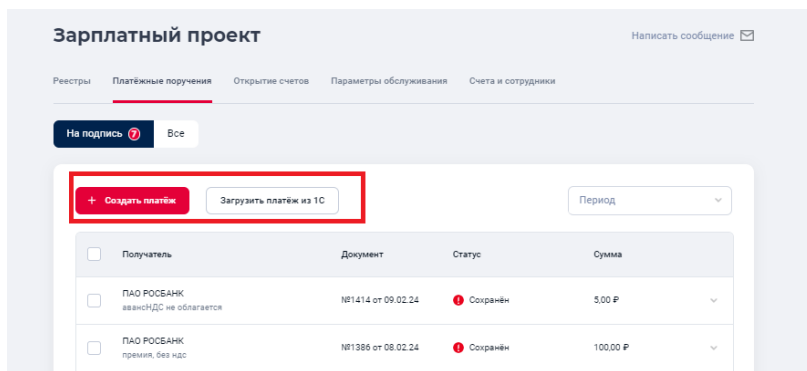 Зарплатный проект
Написать сообщение
Реестры Платёжные поручения Открытие счетов Параметры обслуживания Счета и сотрудники
На подпись 7 Все
+ Создать платёж Загрузить платёж из 1С Период
Получатель Документ Статус Сумма
ПАО РОСБАНК
авансНДС не облагается
№1414 от 09.02.24 Сохранён 5,00 ₽
ПАО РОСБАНК
премия, без ндс
№1386 от 08.02.24 Сохранён 100,00 ₽